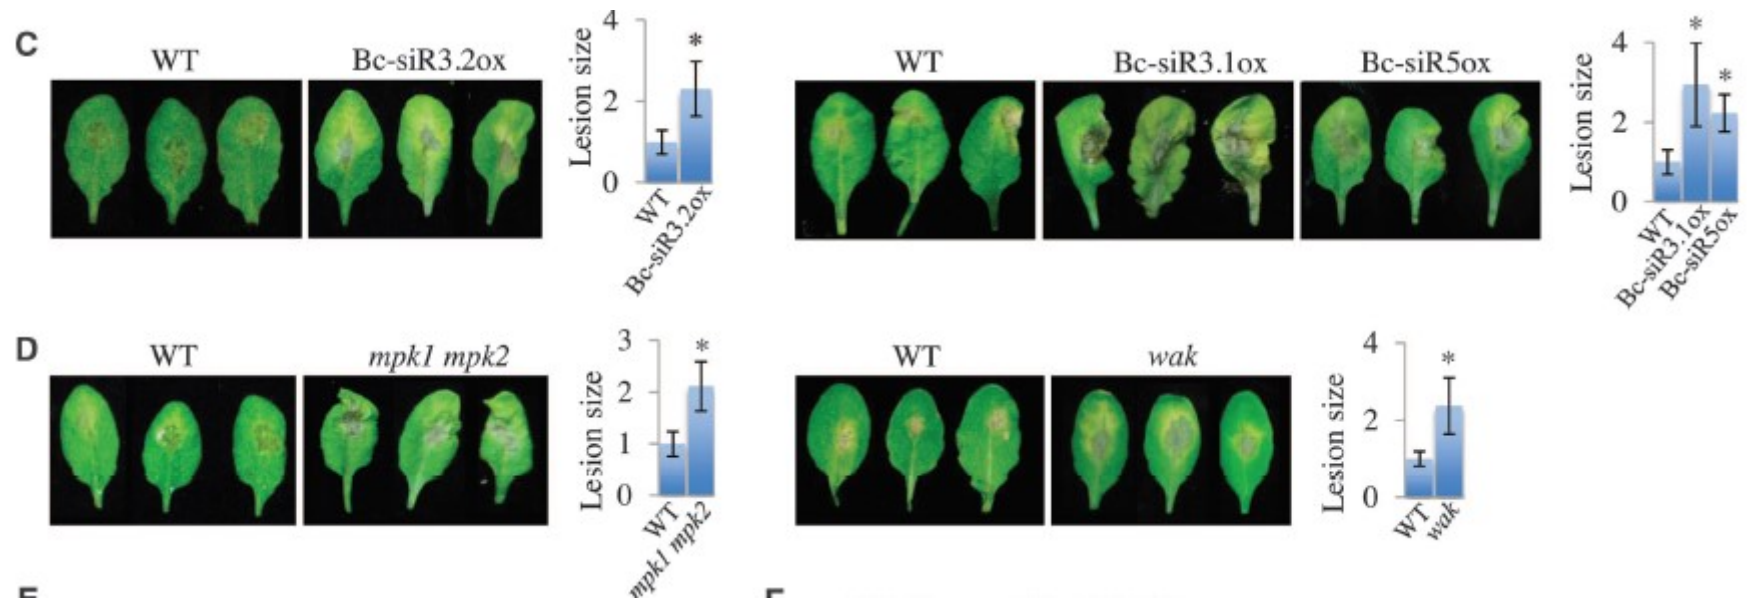 C
WT
Bc-siR3.2ox
Lesion size
4
2
0
*
WT
Bc-siR3.2ox
WT
Bc-siR3.1ox
Bc-siR5ox
Lesion size
4
2
0
*
*
WT
Bc-siR3.1ox
Bc-siR5ox
D
WT
mpk1 mpk2
Lesion size
3
2
1
0
*
WT
mpk1 mpk2
WT
wak
Lesion size
4
2
0
*
WT
wak